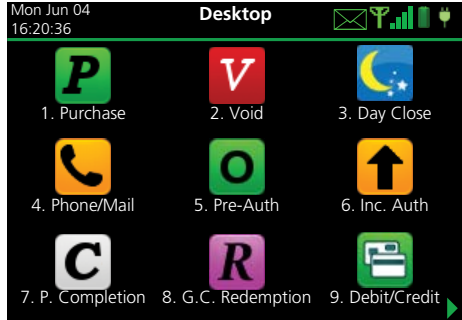 Mon Jun 04 Desktop
16:20:36
P V
1. Purchase 2. Void 3. Day Close
O
4. Phone/Mail 5. Pre-Auth 6. Inc. Auth
C R
7. P. Completion 8. G.C. Redemption 9. Debit/Credit